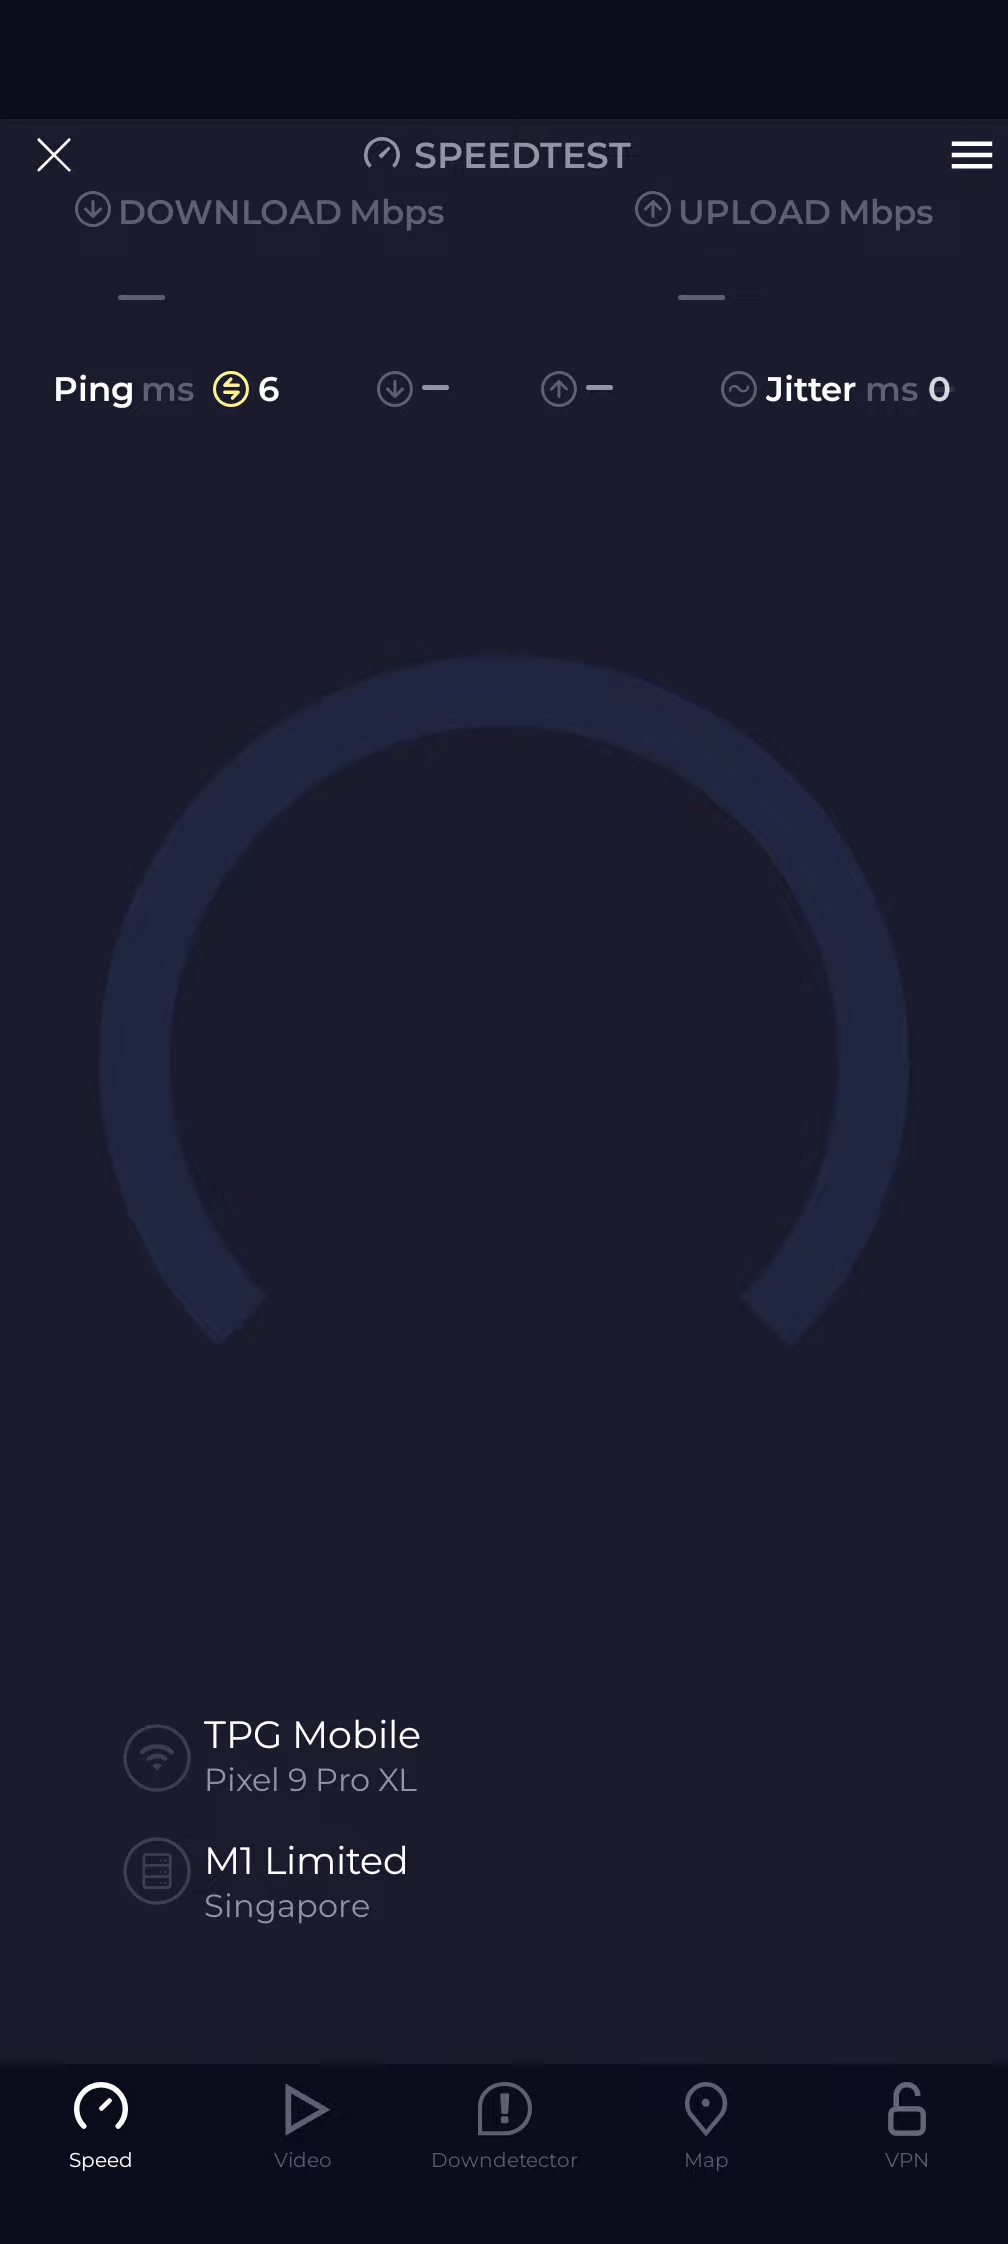 SPEEDTEST
DOWNLOAD Mbps
UPLOAD Mbps
—
—
Ping ms 6 — — Jitter ms 0
TPG Mobile
Pixel 9 Pro XL
M1 Limited
Singapore
Speed
Video
Downdetector
Map
VPN